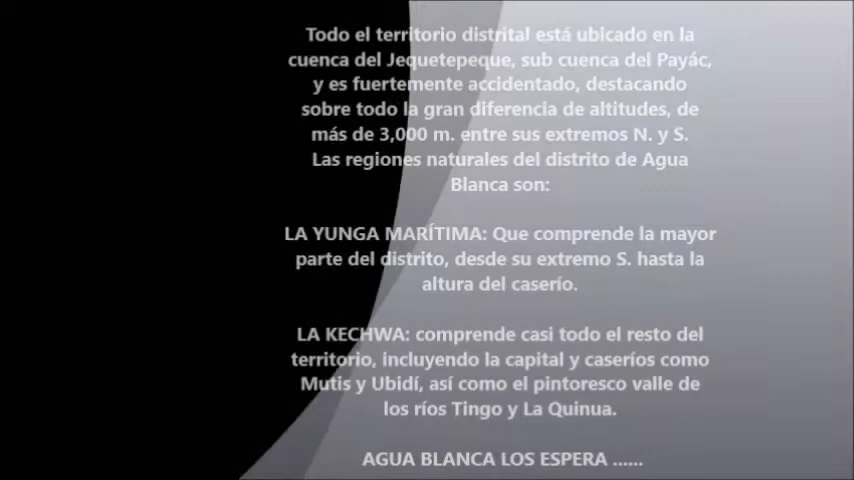 Todo el territorio distrital está ubicado en la
cuenca del Jequetepeque, sub cuenca del Payác,
y es fuertemente accidentado, destacando
sobre todo la gran diferencia de altitudes, de
más de 3,000 m. entre sus extremos N. y S.
Las regiones naturales del distrito de Agua
Blanca son:
LA YUNGA MARÍTIMA: Que comprende la mayor
parte del distrito, desde su extremo S. hasta la
altura del caserío.
LA KECHWA: comprende casi todo el resto del
territorio, incluyendo la capital y caseríos como
Mutis y Ubidí, así como el pintoresco valle de
los ríos Tingo y La Quinua.
AGUA BLANCA LOS ESPERA ......